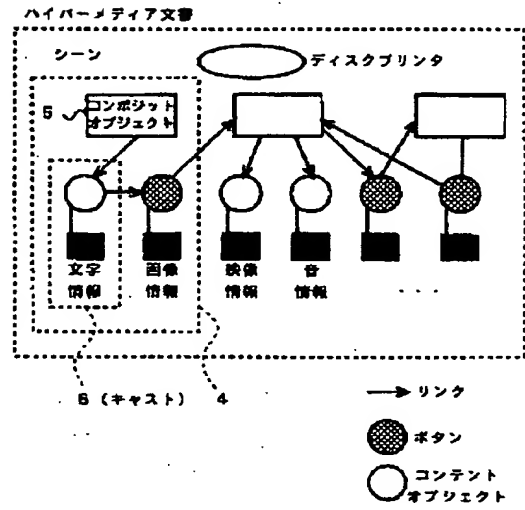 ハイパーメディア文書
シーン
ディスクプリンタ
5
コンポジット
オブジェクト
文字
情報
画像
情報
映像
情報
音
情報
・・・・
6（キャスト）
4
リンク
ボタン
コンテント
オブジェクト